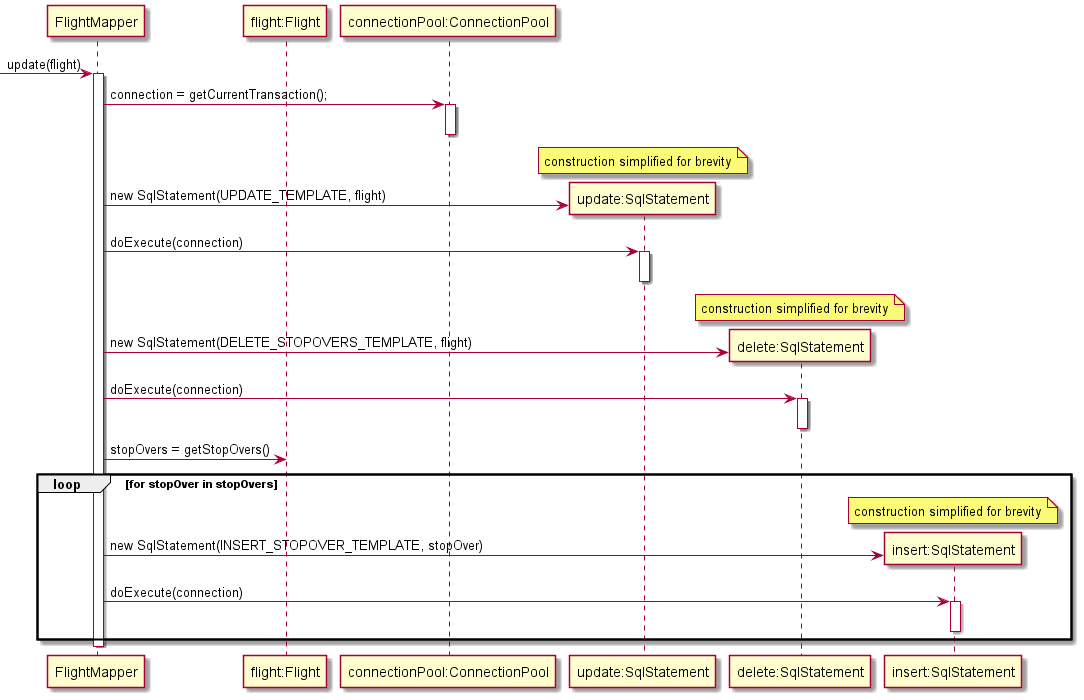 FlightMapper
flight:Flight
connectionPool:ConnectionPool
update(flight)
connection = getCurrentTransaction();
construction simplified for brevity
new SqlStatement(UPDATE_TEMPLATE, flight)
update:SqlStatement
doExecute(connection)
construction simplified for brevity
new SqlStatement(DELETE_STOPOVERS_TEMPLATE, flight)
delete:SqlStatement
doExecute(connection)
stopOvers = getStopOvers()
loop
[for stopOver in stopOvers]
construction simplified for brevity
new SqlStatement(INSERT_STOPOVER_TEMPLATE, stopOver)
insert:SqlStatement
doExecute(connection)
FlightMapper
flight:Flight
connectionPool:ConnectionPool
update:SqlStatement
delete:SqlStatement
insert:SqlStatement